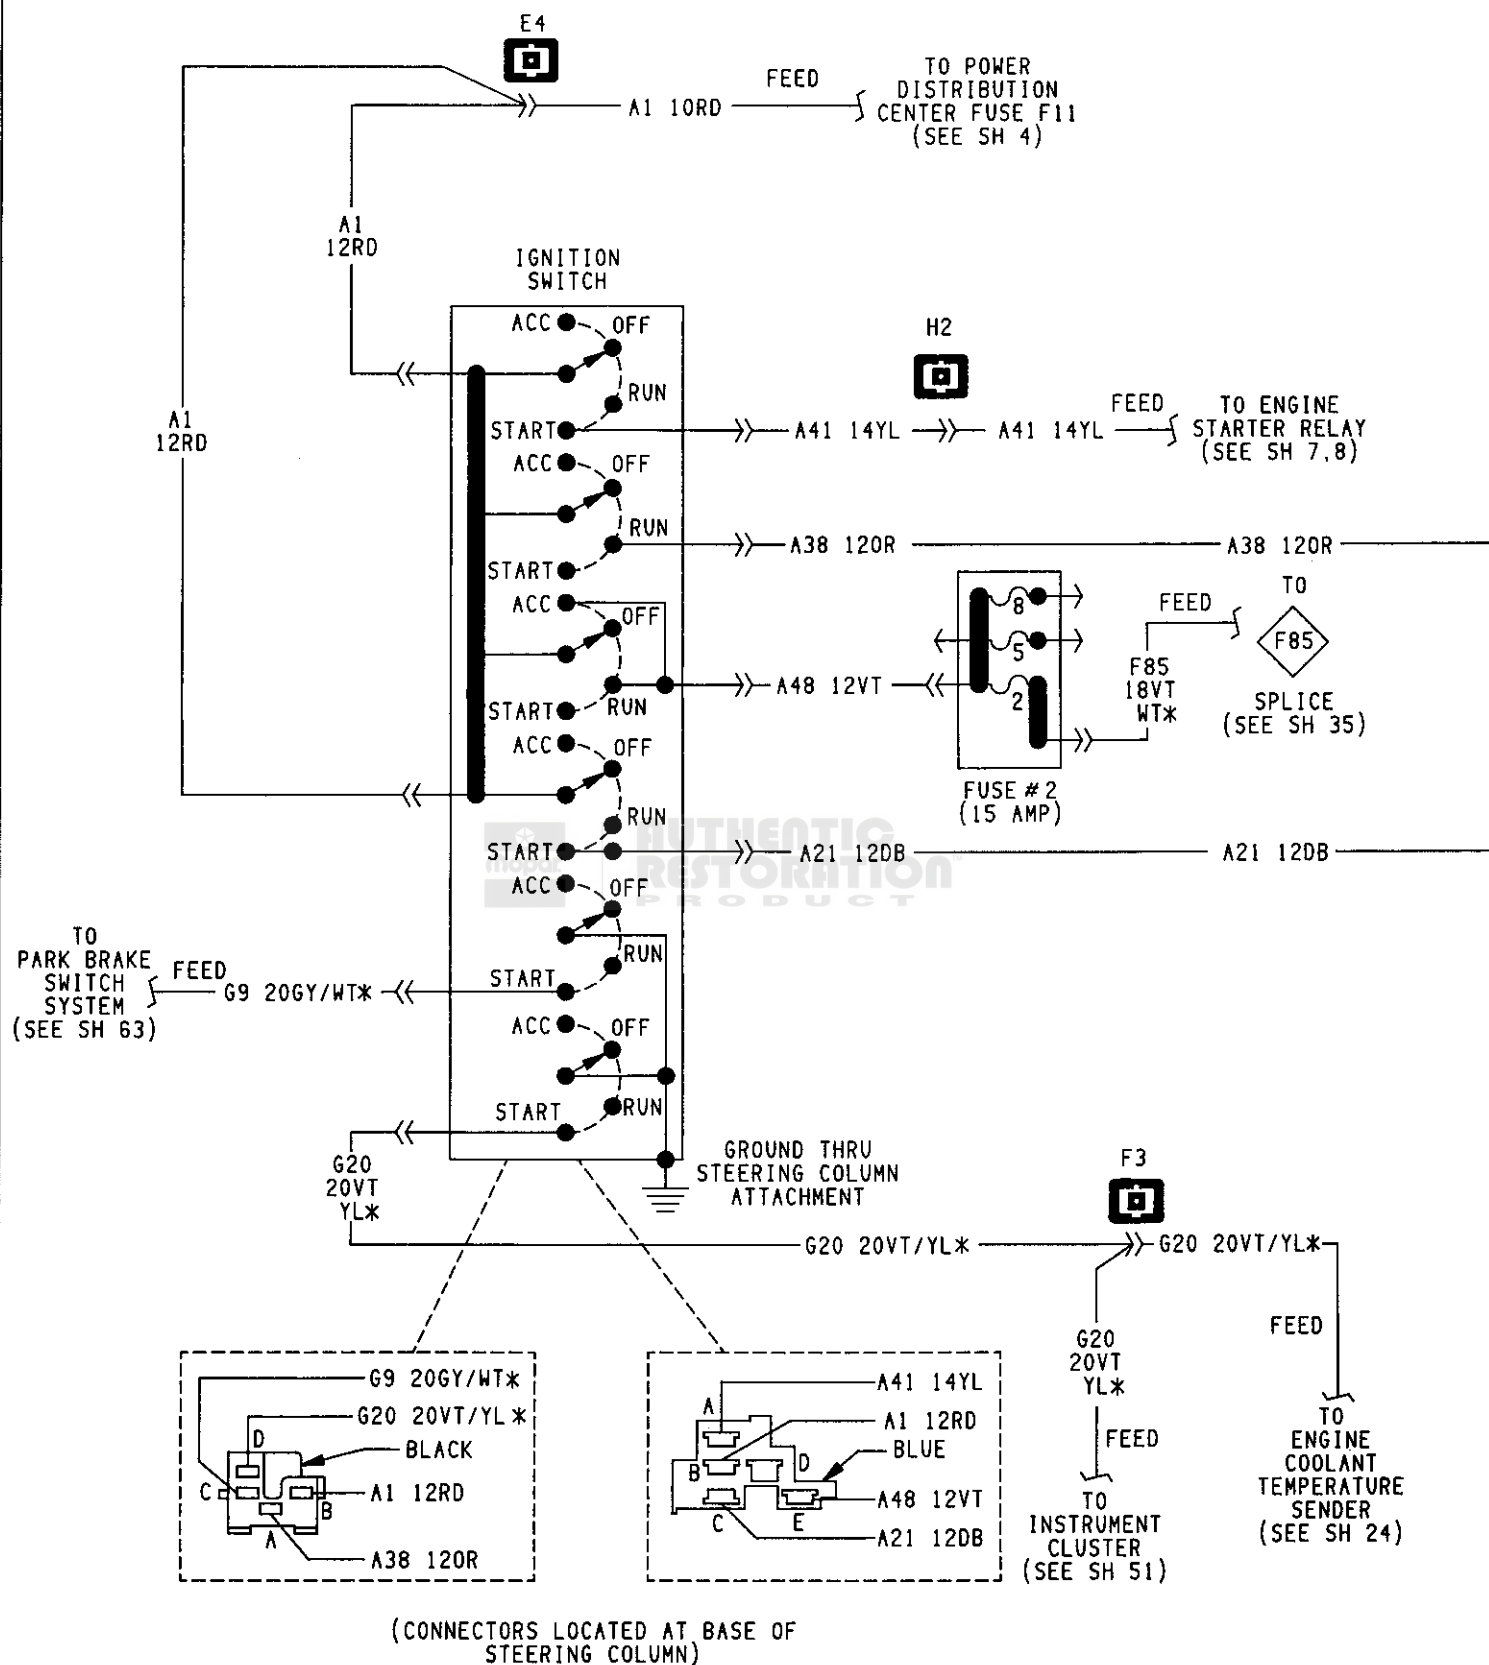 E4
FEED
TO POWER
DISTRIBUTION
CENTER FUSE F11
(SEE SH 4)
A1 10RD
A1
12RD
A1
12RD
IGNITION
SWITCH
ACC
OFF
RUN
START
H2
A41 14YL
A41 14YL
FEED
TO ENGINE
STARTER RELAY
(SEE SH 7,8)
ACC
OFF
RUN
START
A38 12OR
A38 12OR
ACC
OFF
RUN
START
A48 12VT
8
5
2
FUSE #2
(15 AMP)
FEED
F85
18VT
WT*
TO
F85
SPLICE
(SEE SH 35)
ACC
OFF
RUN
START
A21 12DB
A21 12DB
mopar
AUTHENTIC
RESTORATION™
PRODUCT
ACC
OFF
RUN
START
TO
PARK BRAKE
SWITCH
SYSTEM
(SEE SH 63)
FEED
G9 20GY/WT*
ACC
OFF
RUN
START
G20
20VT
YL*
GROUND THRU
STEERING COLUMN
ATTACHMENT
F3
G20 20VT/YL*
G20 20VT/YL*
G20
20VT
YL*
FEED
TO
INSTRUMENT
CLUSTER
(SEE SH 51)
FEED
TO
ENGINE
COOLANT
TEMPERATURE
SENDER
(SEE SH 24)
G9 20GY/WT*
G20 20VT/YL*
D
BLACK
C
A1 12RD
B
A
A38 12OR
A41 14YL
A
A1 12RD
BLUE
B
D
A48 12VT
C
E
A21 12DB
(CONNECTORS LOCATED AT BASE OF
STEERING COLUMN)